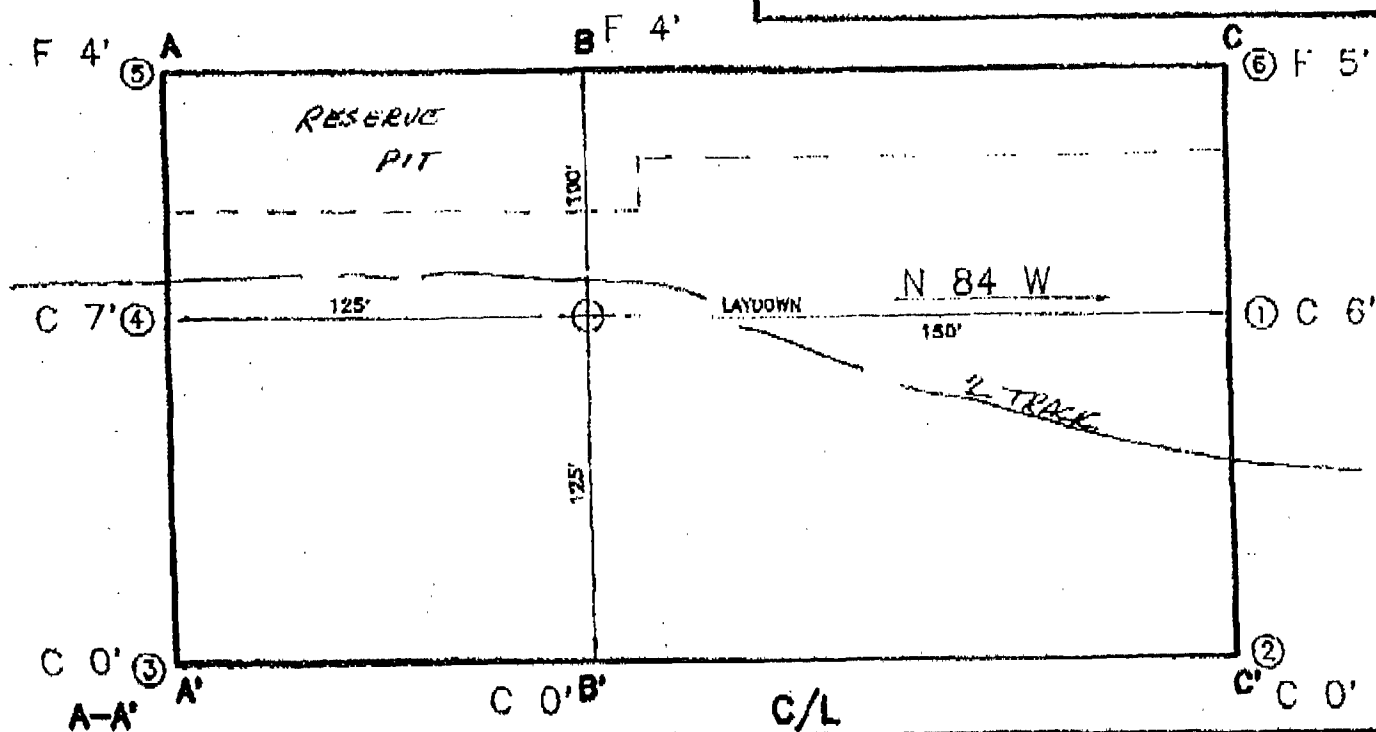 F 4' ⑤ A B F 4' C ⑥ F 5'
RESERVE
PIT
100'
N 84 W
C 7' ④ 125' LAYDOWN 150' ① C 6'
2 TRACK
125'
C 0' ③ A' C 0' B' C' ② C 0'
A-A' C/L